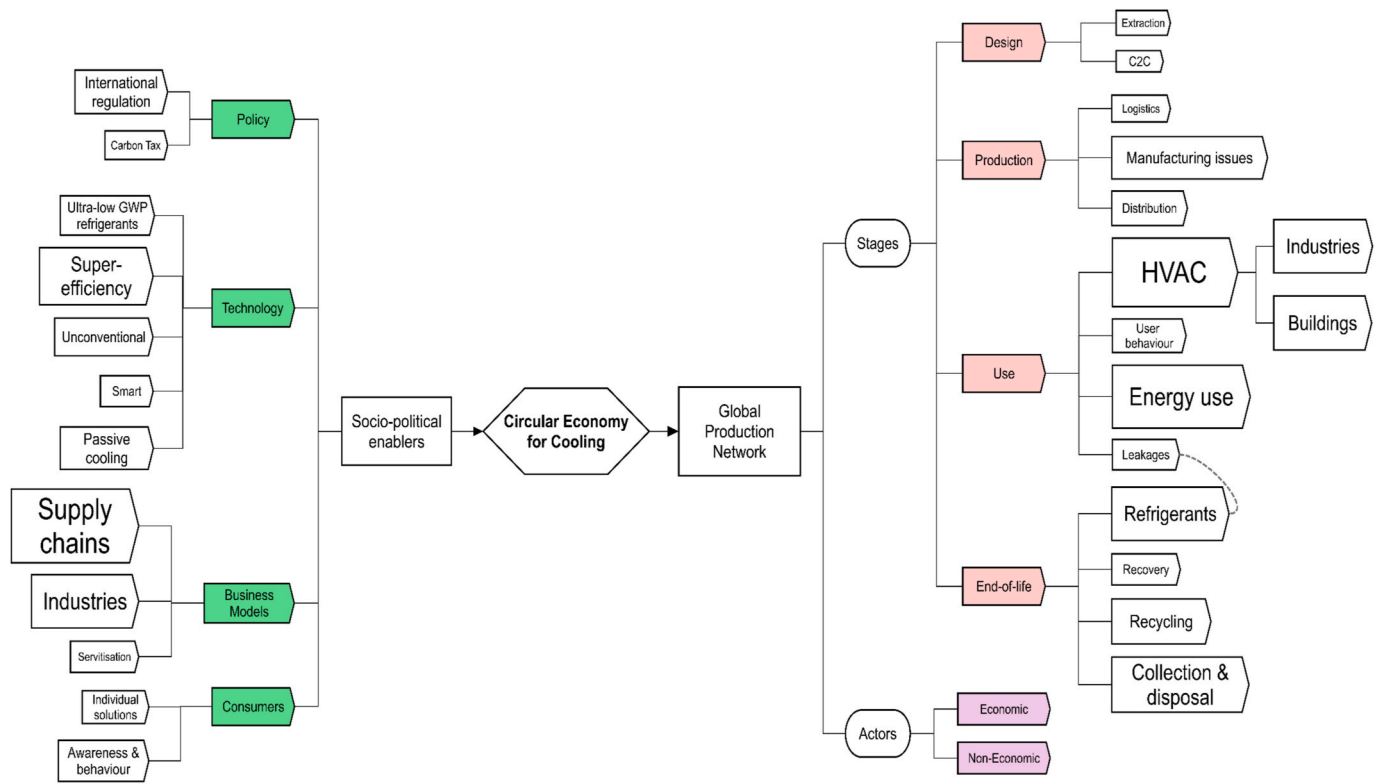 International
regulation
Carbon Tax
Policy
Ultra-low GWP
refrigerants
Super-
efficiency
Unconventional
Smart
Passive
cooling
Technology
Supply
chains
Industries
Servitisation
Business
Models
Individual
solutions
Awareness &
behaviour
Consumers
Socio-political
enablers
Circular Economy
for Cooling
Global
Production
Network
Stages
Design
Extraction
C2C
Production
Logistics
Manufacturing issues
Distribution
Use
HVAC
Industries
Buildings
User
behaviour
Energy use
Leakages
End-of-life
Refrigerants
Recovery
Recycling
Collection &
disposal
Actors
Economic
Non-Economic